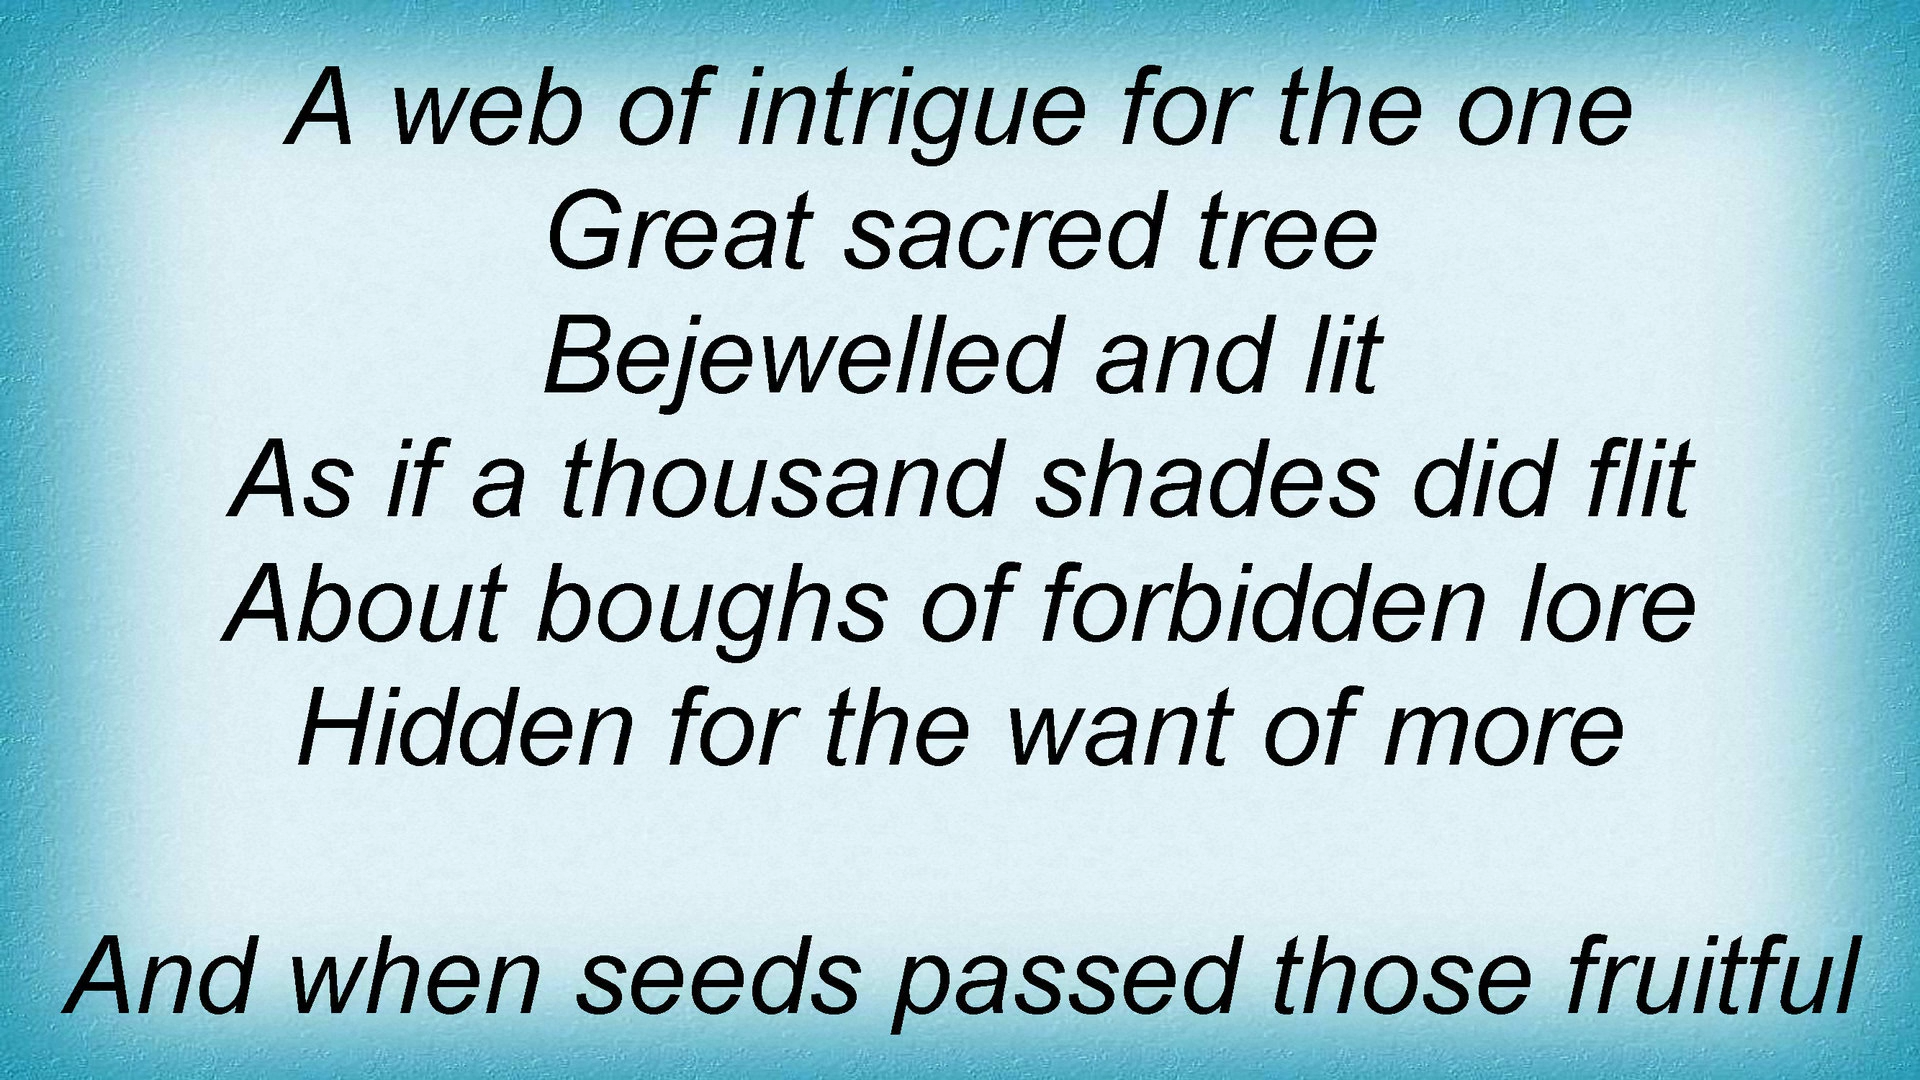 A web of intrigue for the one
Great sacred tree
Bejewelled and lit
As if a thousand shades did flit
About boughs of forbidden lore
Hidden for the want of more
And when seeds passed those fruitful